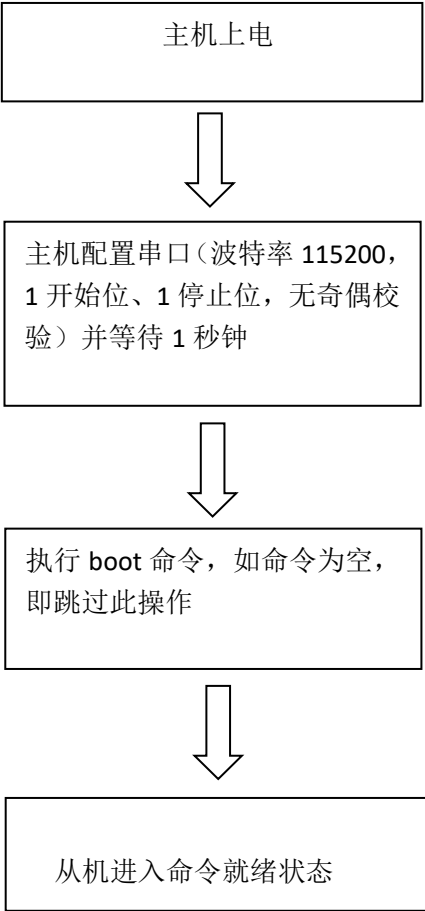 主机上电
主机配置串口（波特率 115200，
1 开始位、1 停止位，无奇偶校
验）并等待 1 秒钟
执行 boot 命令，如命令为空，
即跳过此操作
从机进入命令就绪状态